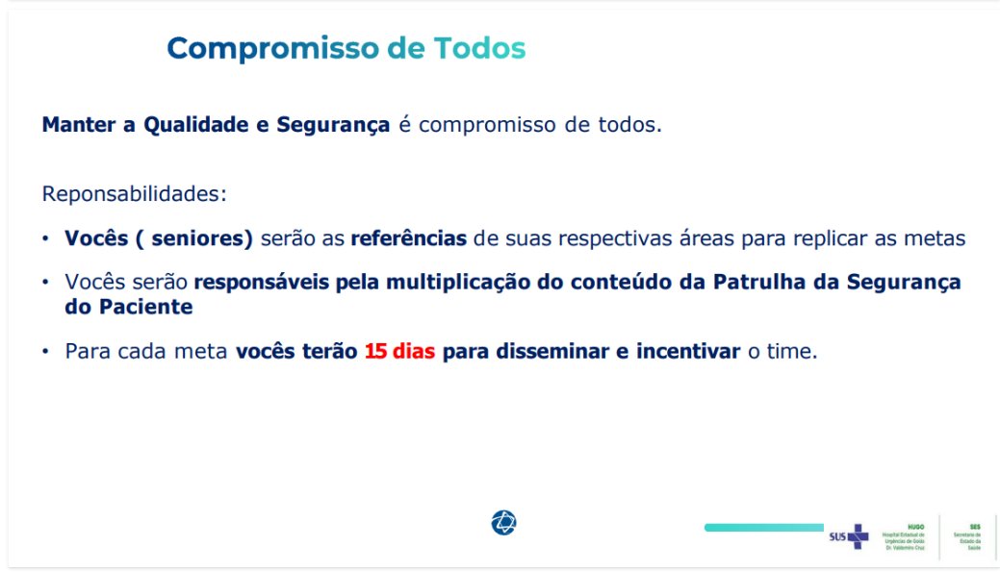 Compromisso de Todos
Manter a Qualidade e Segurança é compromisso de todos.
Reponsabilidades:
• Vocês ( seniores) serão as referências de suas respectivas áreas para replicar as metas
• Vocês serão responsáveis pela multiplicação do conteúdo da Patrulha da Segurança
do Paciente
• Para cada meta vocês terão 15 dias para disseminar e incentivar o time.
SUS
HUGO
Hospital Estadual de
Urgências de Goiás
Dr. Valdemiro Cruz
SES
Secretaria de
Estado da
Saúde